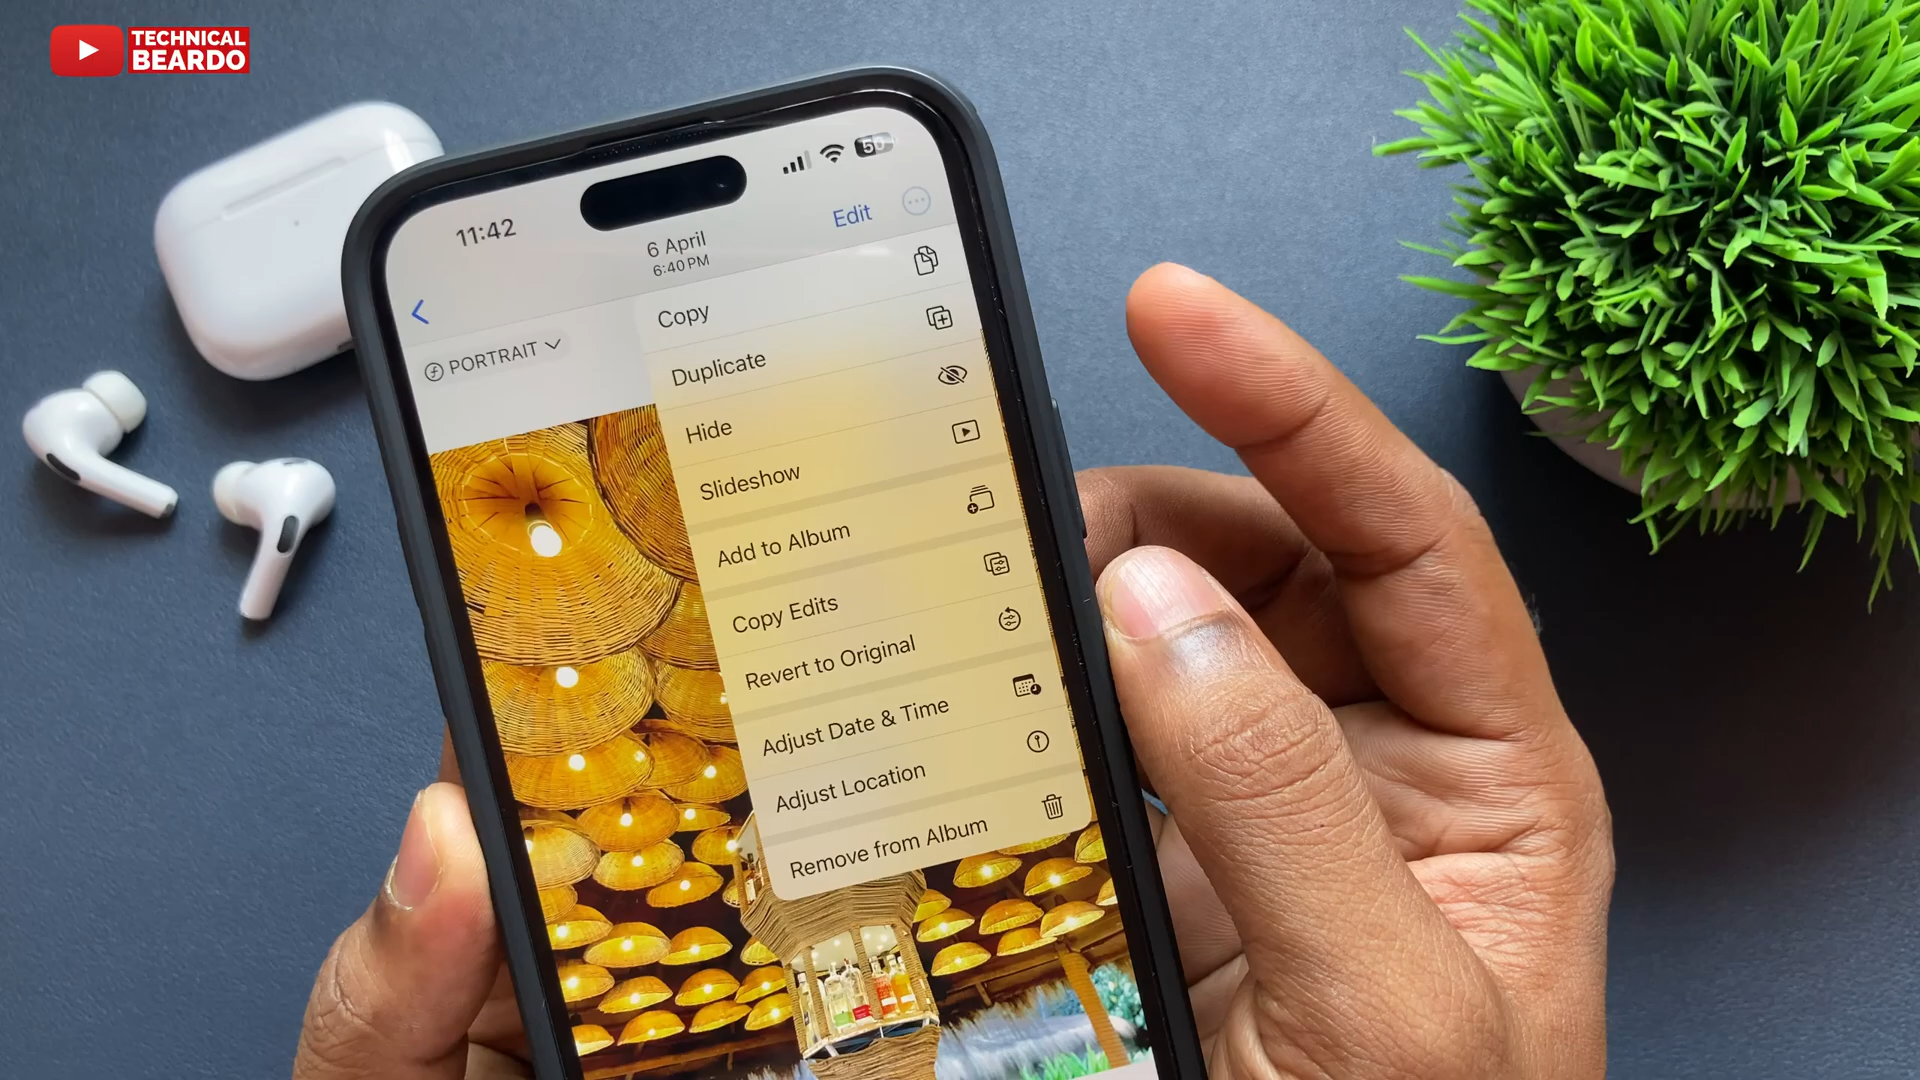 TECHNICAL
BEARDO
11:42
50
Edit
6 April
6:40 PM
PORTRAIT
Copy
Duplicate
Hide
Slideshow
Add to Album
Copy Edits
Revert to Original
Adjust Date & Time
Adjust Location
Remove from Album